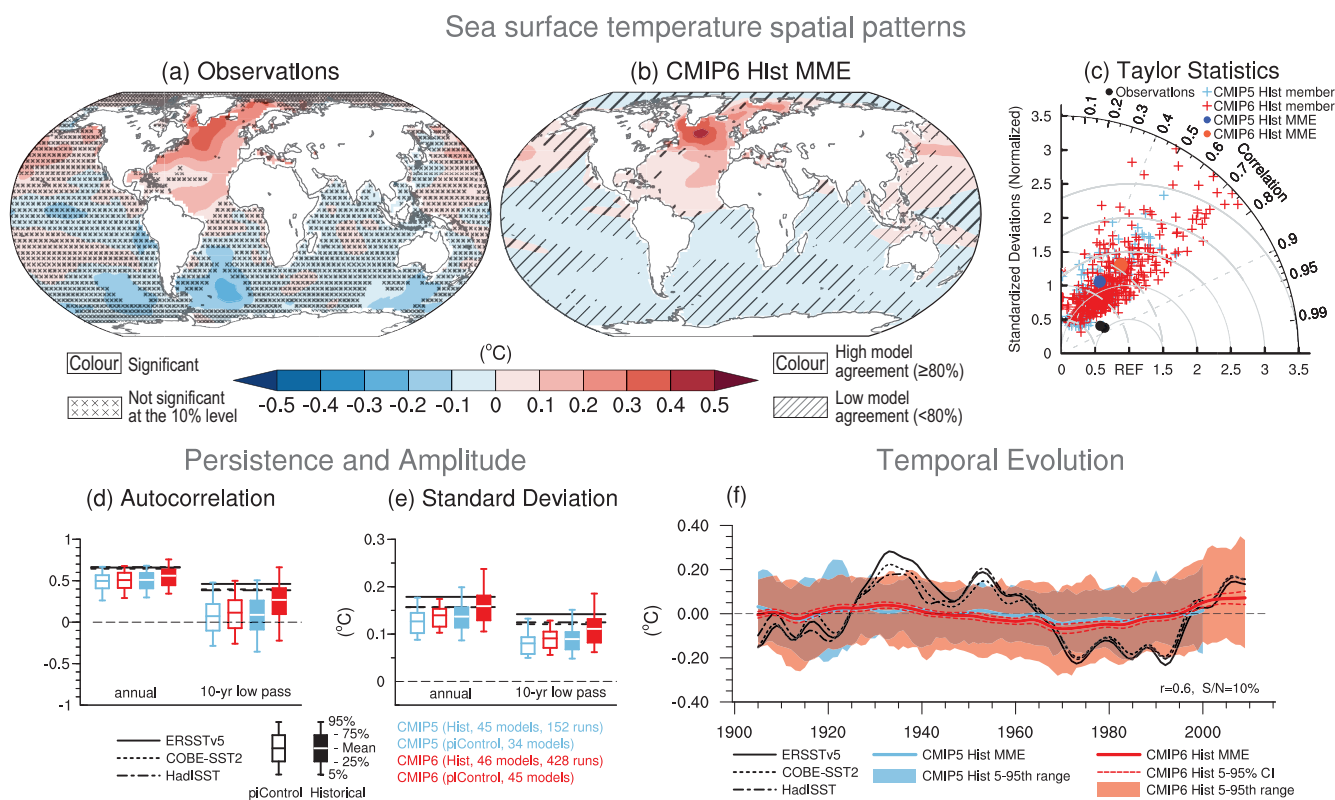 Sea surface temperature spatial patterns
(a) Observations
(b) CMIP6 HIst MME
(c) Taylor Statistics
Observations
CMIP5 HIst member
CMIP6 HIst member
CMIP5 HIst MME
CMIP6 HIst MME
Standardized Deviations (Normalized)
3.5
3
2.5
2
1.5
1
0.5
0
0 0.5 REF 1.5 2 2.5 3 3.5
0.1 0.2 0.3 0.4 0.5 0.6 0.7 0.8 0.9 0.95 0.99
Correlation
Colour Significant
Not significant
at the 10% level
(°C)
-0.5 -0.4 -0.3 -0.2 -0.1 0 0.1 0.2 0.3 0.4 0.5
Colour High model
agreement (≥80%)
Low model
agreement (<80%)
Persistence and Amplitude
(d) Autocorrelation
1
0.5
0
-0.5
-1
annual 10-yr low pass
(e) Standard Deviation
(°C)
0.3
0.2
0.1
0
annual 10-yr low pass
ERSSTv5
COBE-SST2
HadISST
95%
75%
Mean
25%
5%
piControl Historical
CMIP5 (Hist, 45 models, 152 runs)
CMIP5 (piControl, 34 models)
CMIP6 (Hist, 46 models, 428 runs)
CMIP6 (pIControl, 45 models)
Temporal Evolution
(f)
(°C)
0.40
0.20
0.00
-0.20
-0.40
r=0.6, S/N=10%
1900 1920 1940 1960 1980 2000
ERSSTv5
COBE-SST2
HadISST
CMIP5 Hist MME
CMIP5 Hist 5-95th range
CMIP6 Hist MME
CMIP6 Hist 5-95% CI
CMIP6 Hist 5-95th range